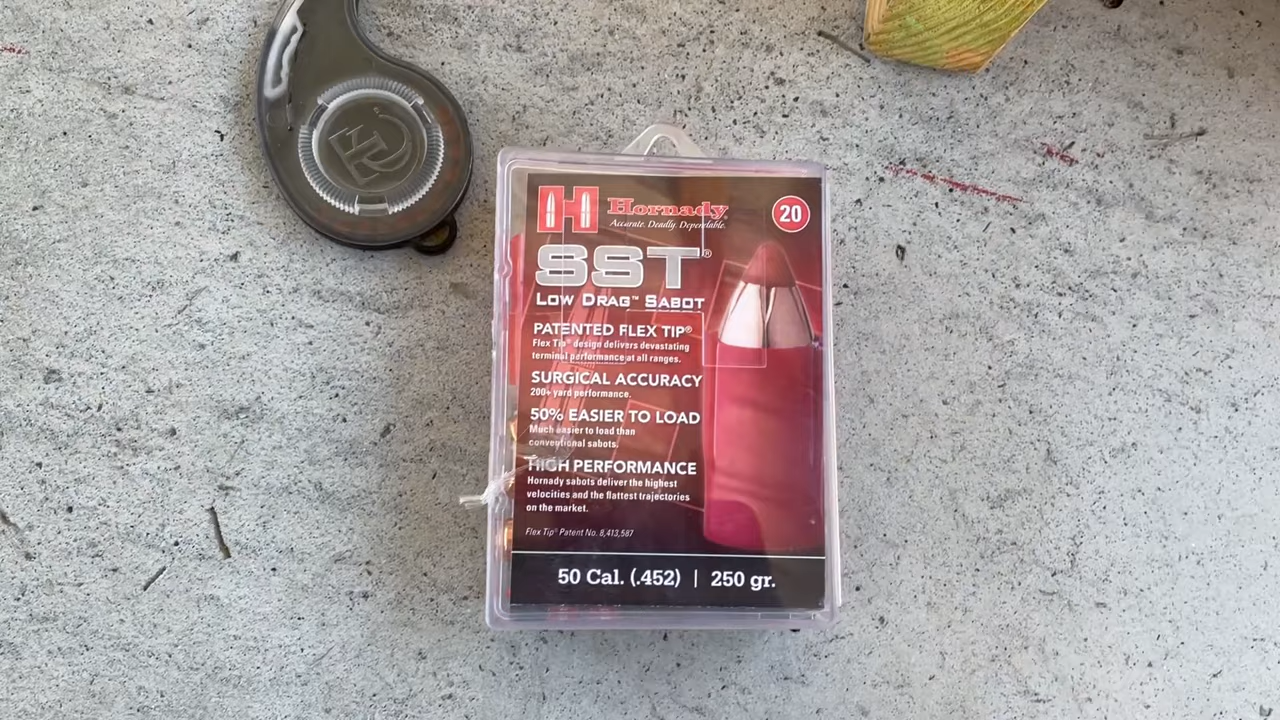 H Hornady®
Accurate. Deadly. Dependable.
20
SST®
LOW DRAG™ SABOT
PATENTED FLEX TIP®
Flex Tip® design delivers devastating
terminal performance at all ranges.
SURGICAL ACCURACY
200+ yard performance.
50% EASIER TO LOAD
Much easier to load than
conventional sabots.
HIGH PERFORMANCE
Hornady sabots deliver the highest
velocities and the flattest trajectories
on the market.
Flex Tip® Patent No. 8,413,587
50 Cal. (.452) | 250 gr.